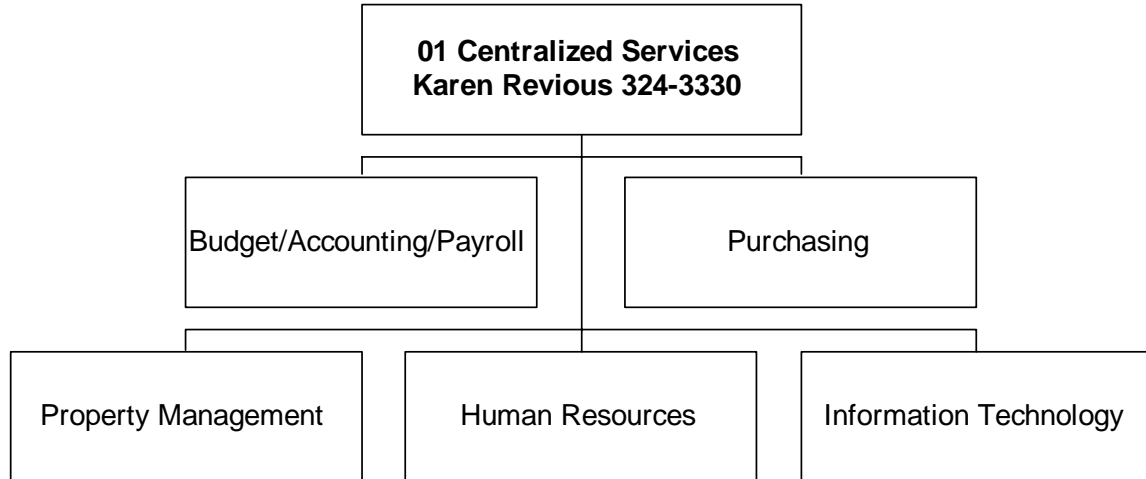 01 Centralized Services
Karen Revious 324-3330
Budget/Accounting/Payroll
Purchasing
Property Management
Human Resources
Information Technology